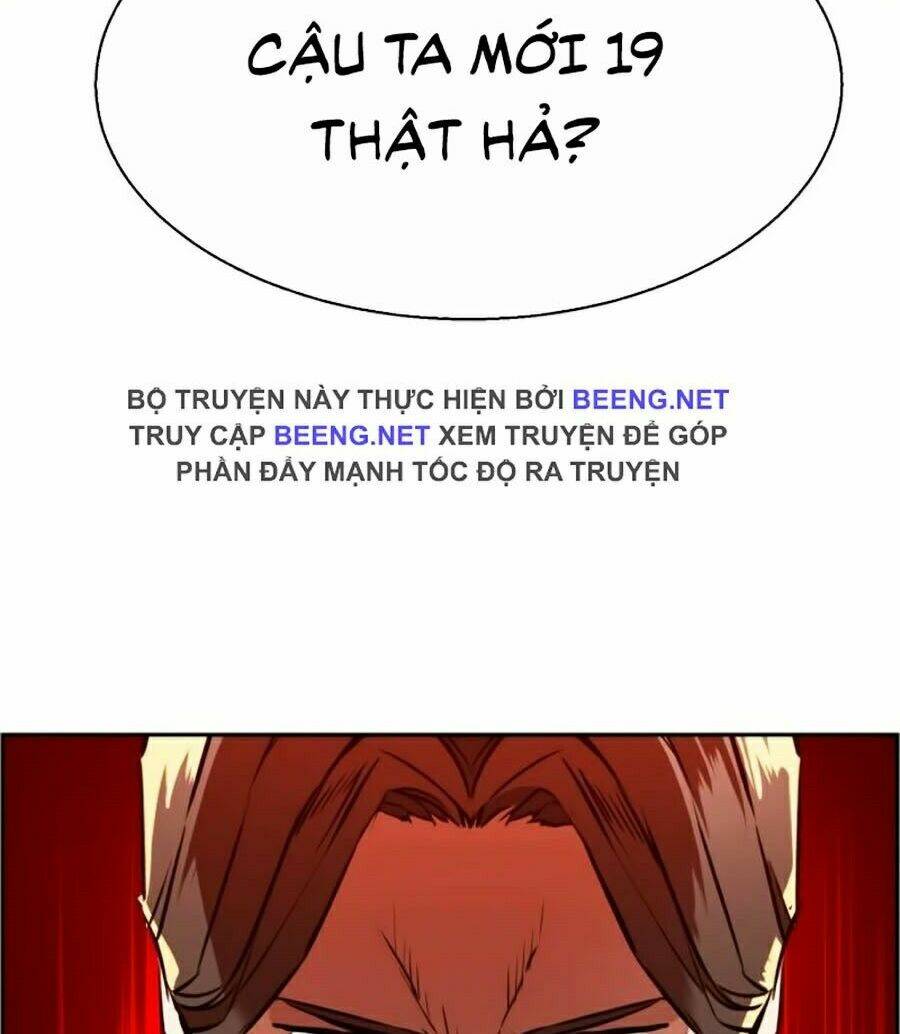 CẬU TA MỚI 19
THẬT HẢ?
BỘ TRUYỆN NÀY THỰC HIỆN BỞI BEENG.NET
TRUY CẬP BEENG.NET XEM TRUYỆN ĐỂ GÓP
PHẦN ĐẨY MẠNH TỐC ĐỘ RA TRUYỆN